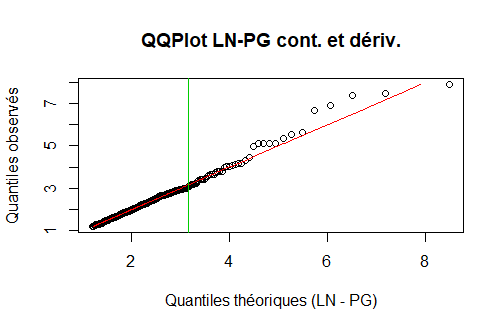 QQPlot LN-PG cont. et dériv.
Quantiles observés
7
5
3
1
2
4
6
8
Quantiles théoriques (LN - PG)